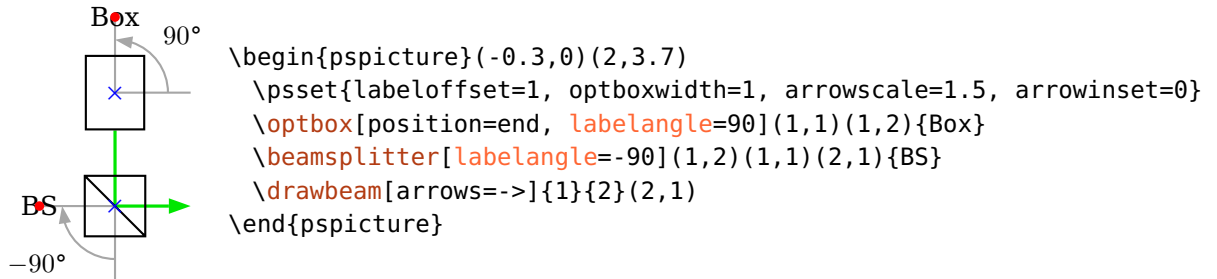 Box
90°
BS
−90°
\begin{pspicture}(-0.3,0)(2,3.7)
  \psset{labeloffset=1, optboxwidth=1, arrowscale=1.5, arrowinset=0}
  \optbox[position=end, labelangle=90](1,1)(1,2){Box}
  \beamsplitter[labelangle=-90](1,2)(1,1)(2,1){BS}
  \drawbeam[arrows=->]{1}{2}(2,1)
\end{pspicture}